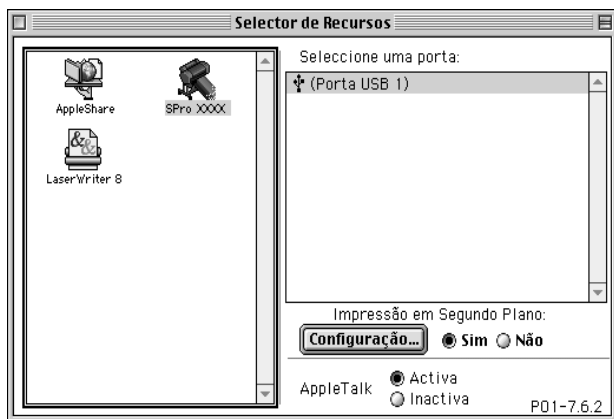 Selector de Recursos
AppleShare
SPro XXXX
LaserWriter 8
Seleccione uma porta:
(Porta USB 1)
Impressão em Segundo Plano:
Configuração... Sim Não
AppleTalk Activa
Inactiva
PO1-7.6.2